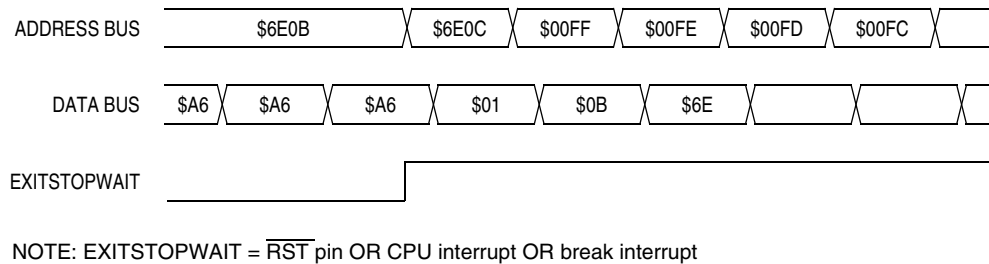 ADDRESS BUS $6E0B $6E0C $00FF $00FE $00FD $00FC
DATA BUS $A6 $A6 $A6 $01 $0B $6E
EXITSTOPWAIT
NOTE: EXITSTOPWAIT = RST pin OR CPU interrupt OR break interrupt